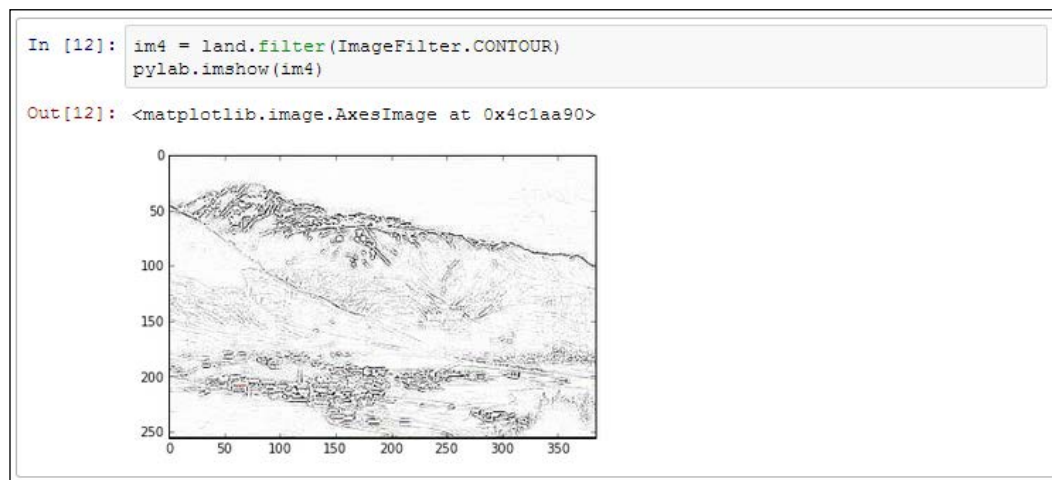 In [12]: im4 = land.filter(ImageFilter.CONTOUR)
pylab.imshow(im4)
Out[12]: <matplotlib.image.AxesImage at 0x4c1aa90>
0
50
100
150
200
250
0 50 100 150 200 250 300 350